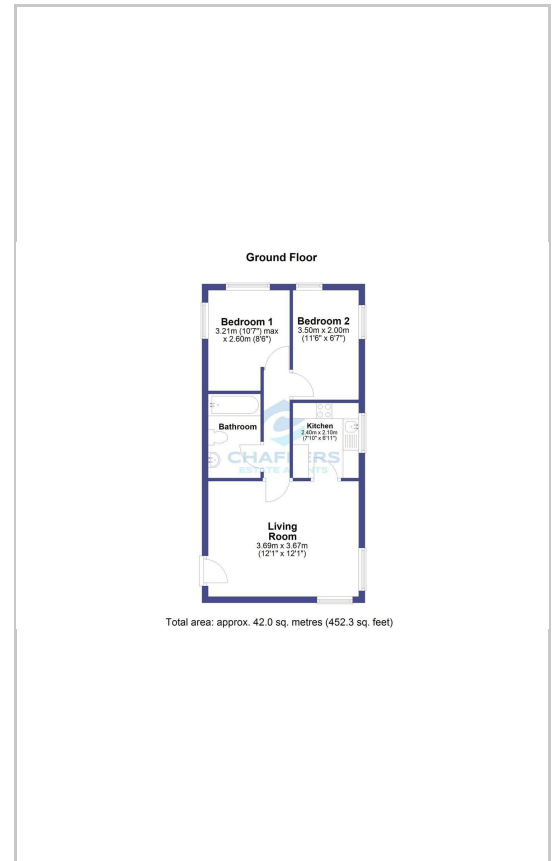 Ground Floor
Bedroom 1
3.21m (10'7") max
x 2.60m (8'6")
Bedroom 2
3.50m x 2.00m
(11'6" x 6'7")
Bathroom
Kitchen
2.40m x 2.10m
(7'10" x 6'11")
CHAFFERS
ESTATE AGENTS
Living
Room
3.69m x 3.67m
(12'1" x 12'1")
Total area: approx. 42.0 sq. metres (452.3 sq. feet)